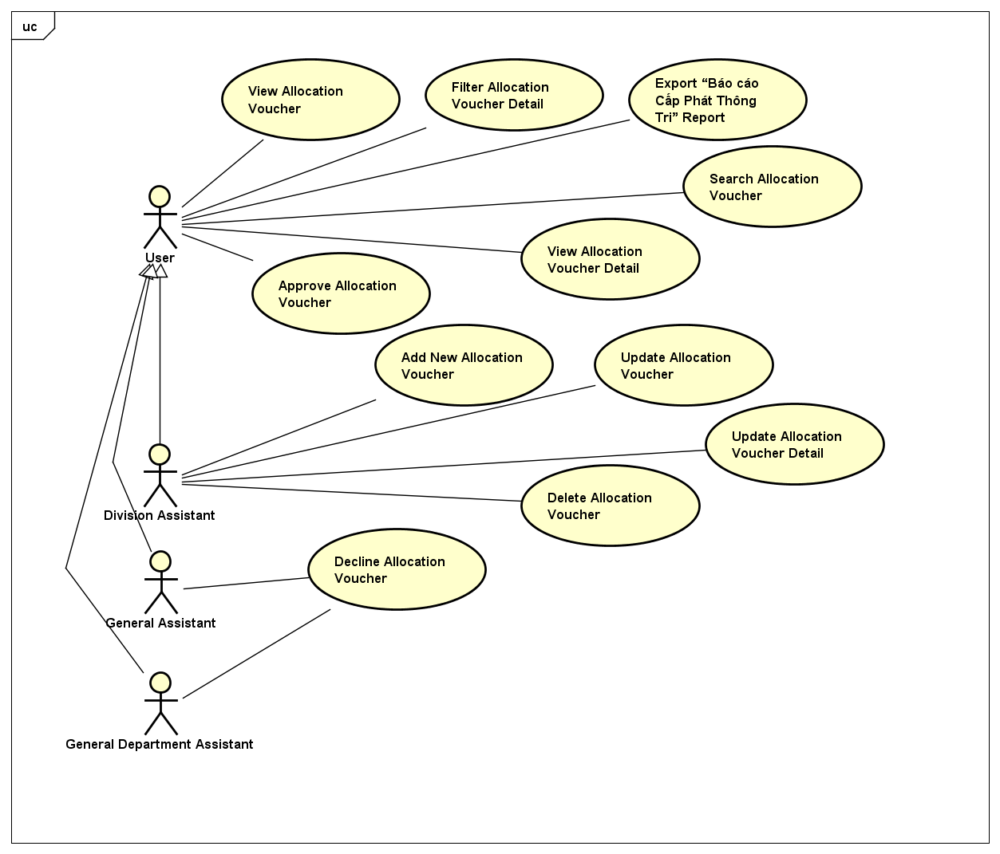 uc
View Allocation
Voucher
Filter Allocation
Voucher Detail
Export “Báo cáo
Cấp Phát Thông
Tri” Report
Search Allocation
Voucher
User
View Allocation
Voucher Detail
Approve Allocation
Voucher
Add New Allocation
Voucher
Update Allocation
Voucher
Update Allocation
Voucher Detail
Division Assistant
Delete Allocation
Voucher
Decline Allocation
Voucher
General Assistant
General Department Assistant